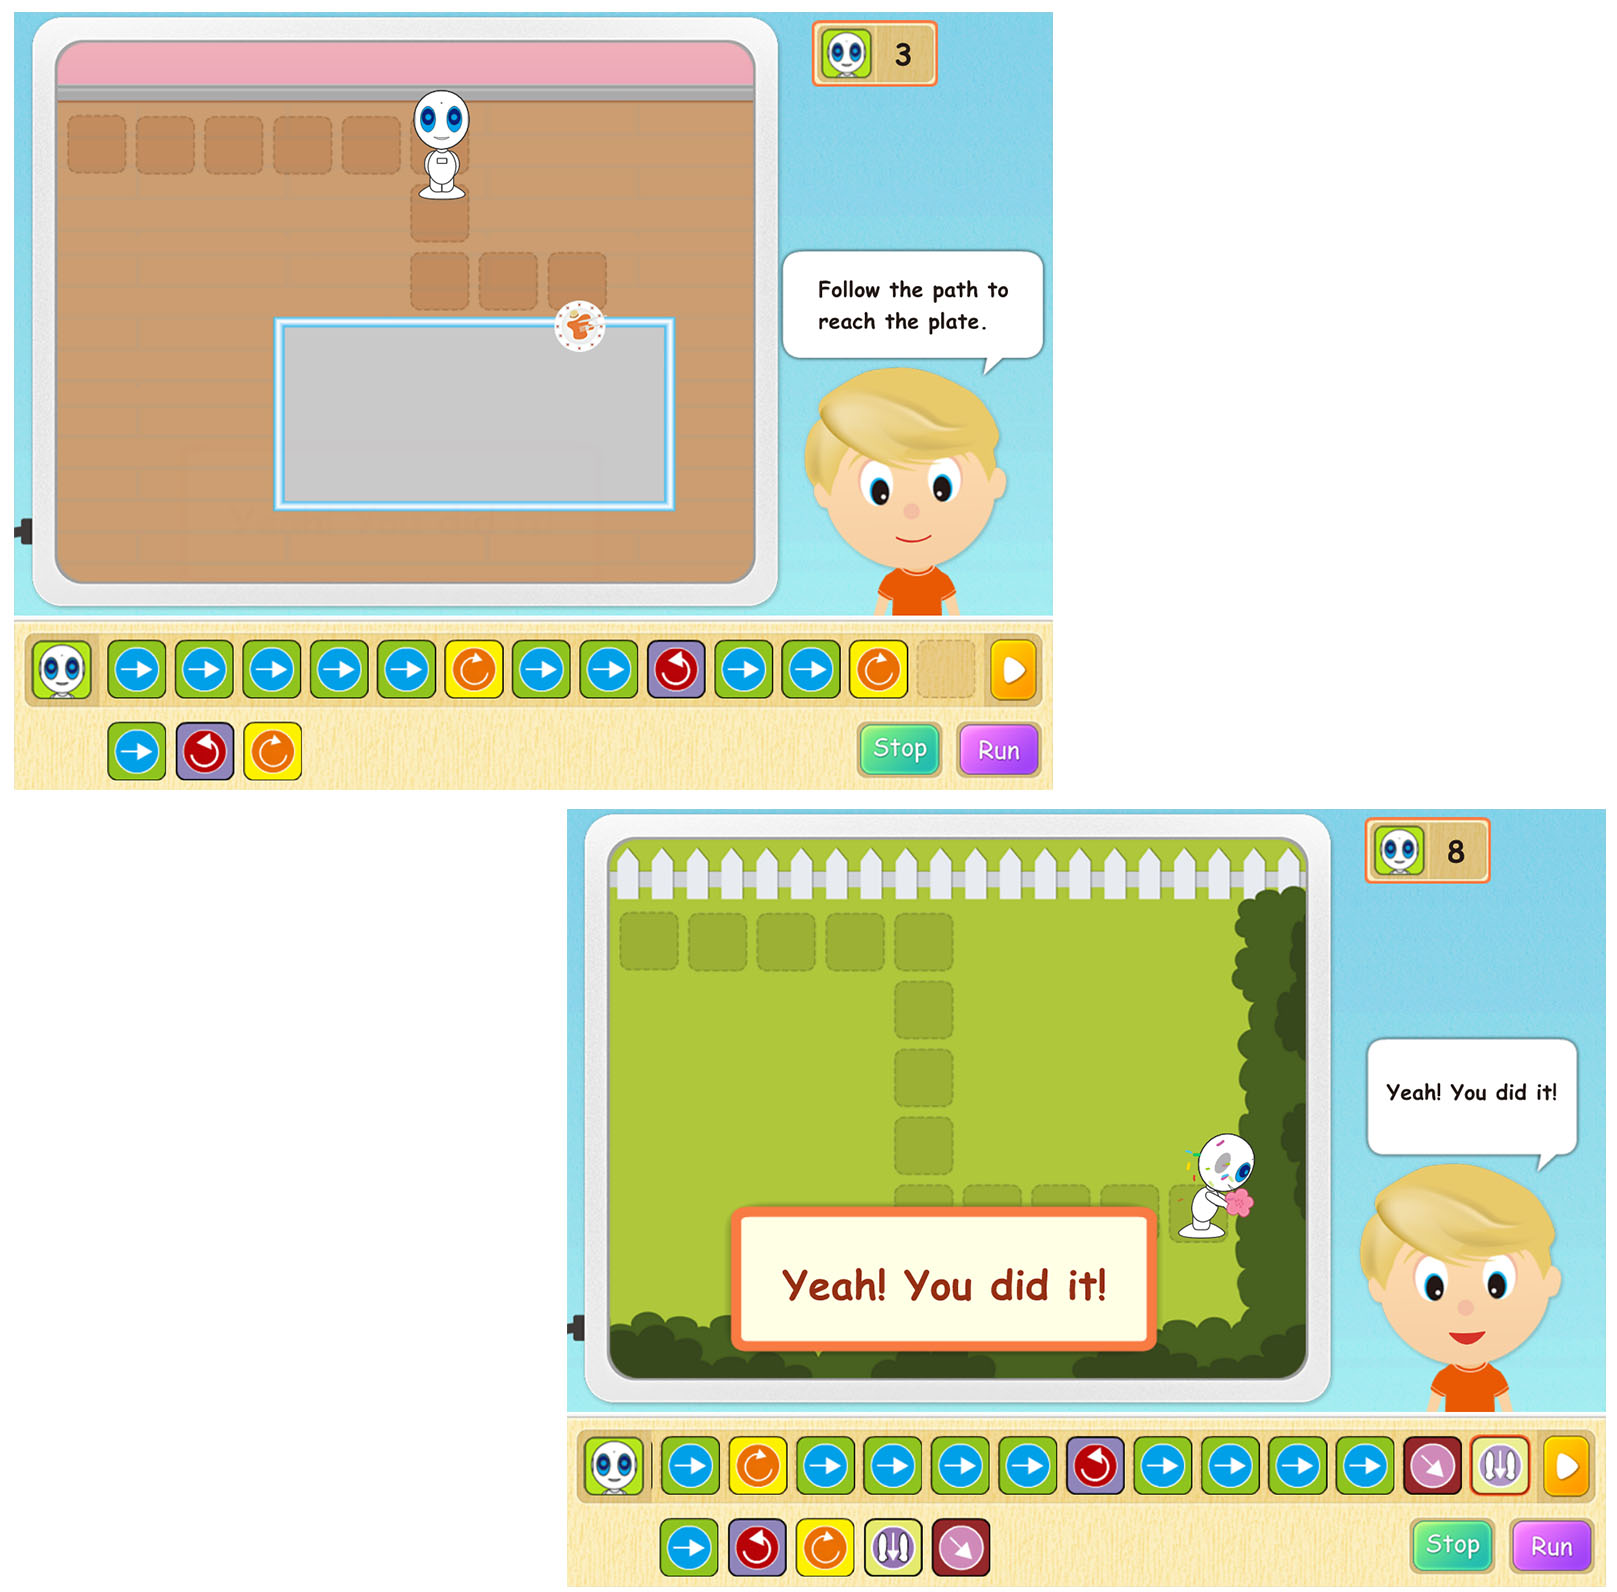 3
Follow the path to
reach the plate.
Stop
Run
8
Yeah! You did it!
Yeah! You did it!
Stop
Run